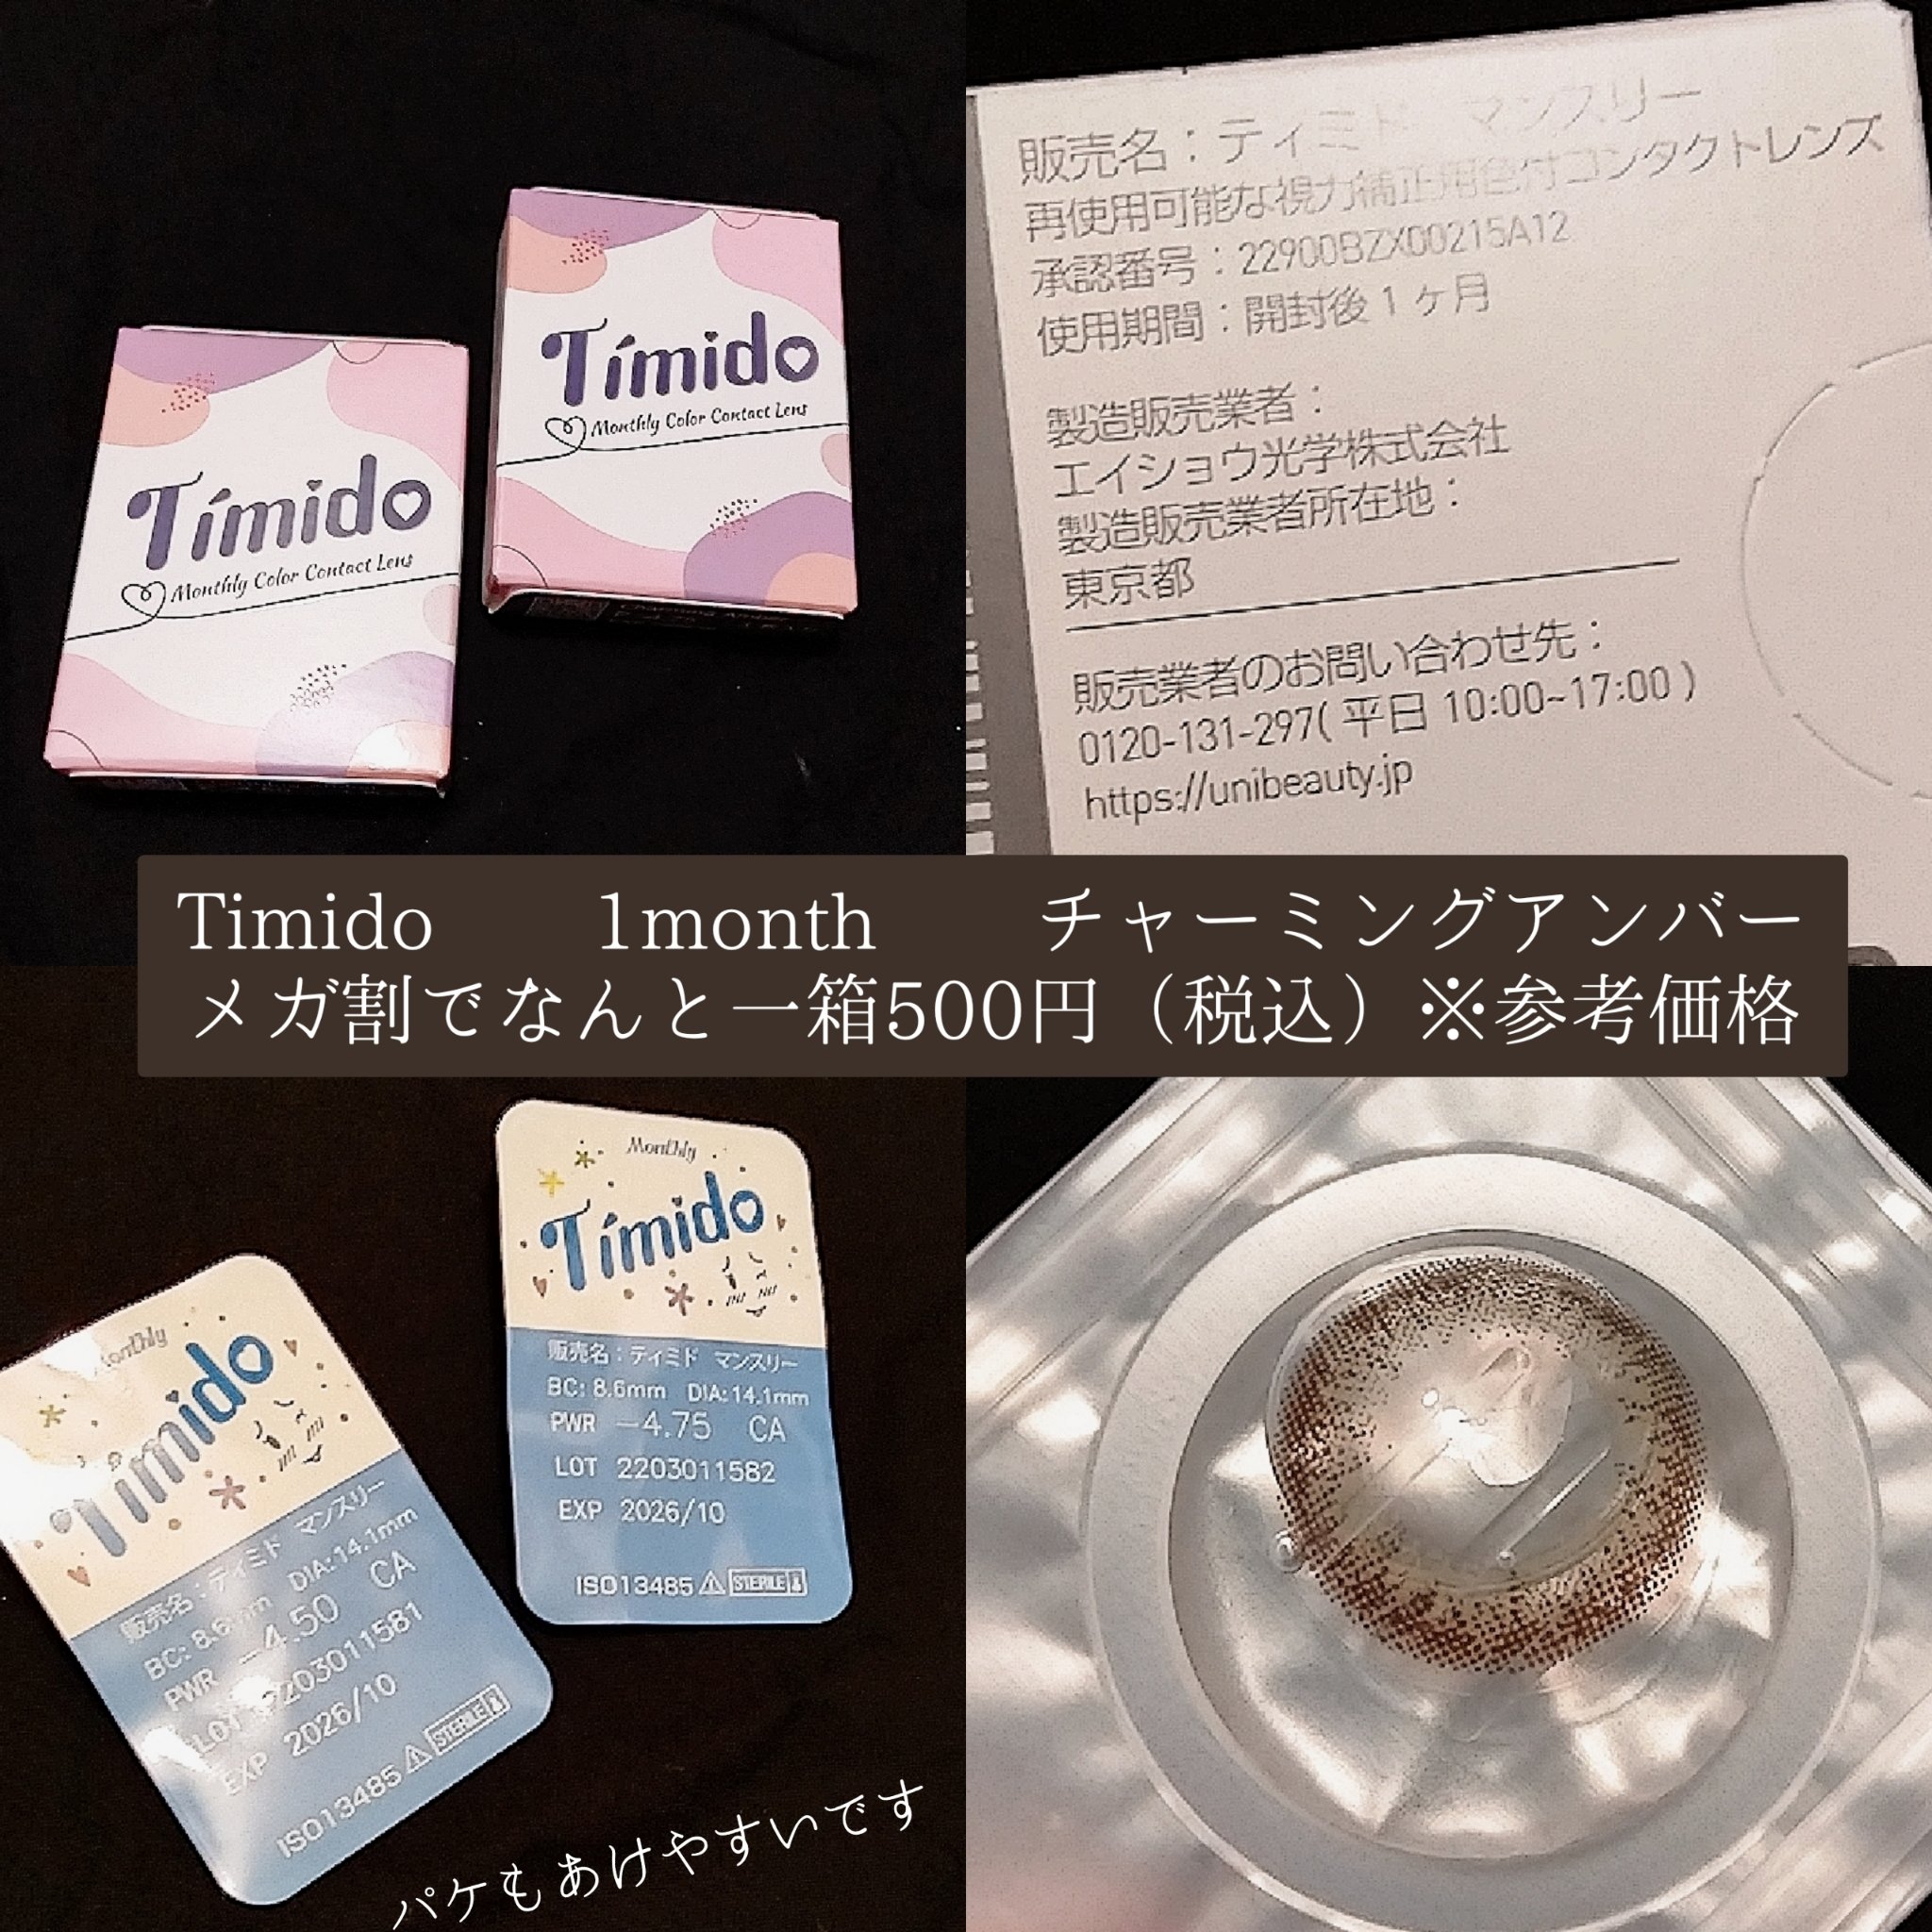 Tímido
Monthly Color Contact Lens
Tímido
Monthly Color Contact Lens
販売名：ティミド マンスリー
再使用可能な視力補正用色付コンタクトレンズ
承認番号：22900BZX00215A12
使用期間：開封後1ヶ月
製造販売業者：
エイショウ光学株式会社
製造販売業者所在地：
東京都
販売業者のお問い合わせ先：
0120-131-297( 平日 10:00~17:00 )
https://unibeauty.jp
Timido 1month チャーミングアンバー
メガ割でなんと一箱500円（税込）※参考価格
Monthly
Tímido
販売名：ティミド マンスリー
BC: 8.6mm DIA:14.1mm
PWR -4.50 CA
LOT 2203011581
EXP 2026/10
ISO13485 STERILE
Monthly
Tímido
販売名：ティミド マンスリー
BC: 8.6mm DIA:14.1mm
PWR -4.75 CA
LOT 2203011582
EXP 2026/10
ISO13485 STERILE
パケもあけやすいです